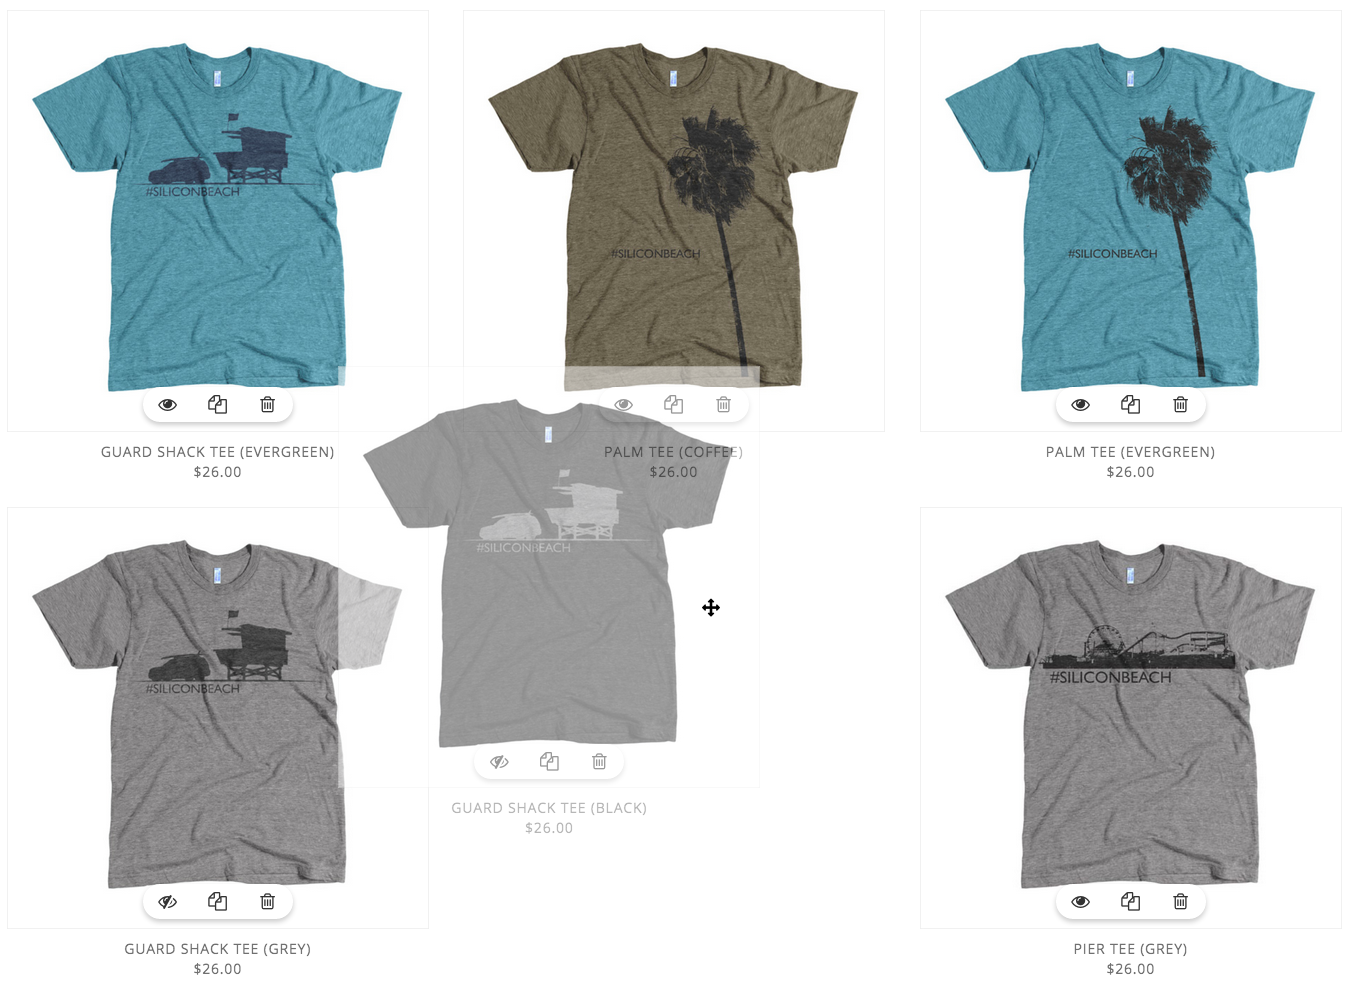 #SILICONBEACH
#SILICONBEACH
#SILICONBEACH
GUARD SHACK TEE (EVERGREEN)
$26.00
PALM TEE (COFFEE)
$26.00
PALM TEE (EVERGREEN)
$26.00
#SILICONBEACH
#SILICONBEACH
#SILICONBEACH
GUARD SHACK TEE (BLACK)
$26.00
GUARD SHACK TEE (GREY)
$26.00
PIER TEE (GREY)
$26.00